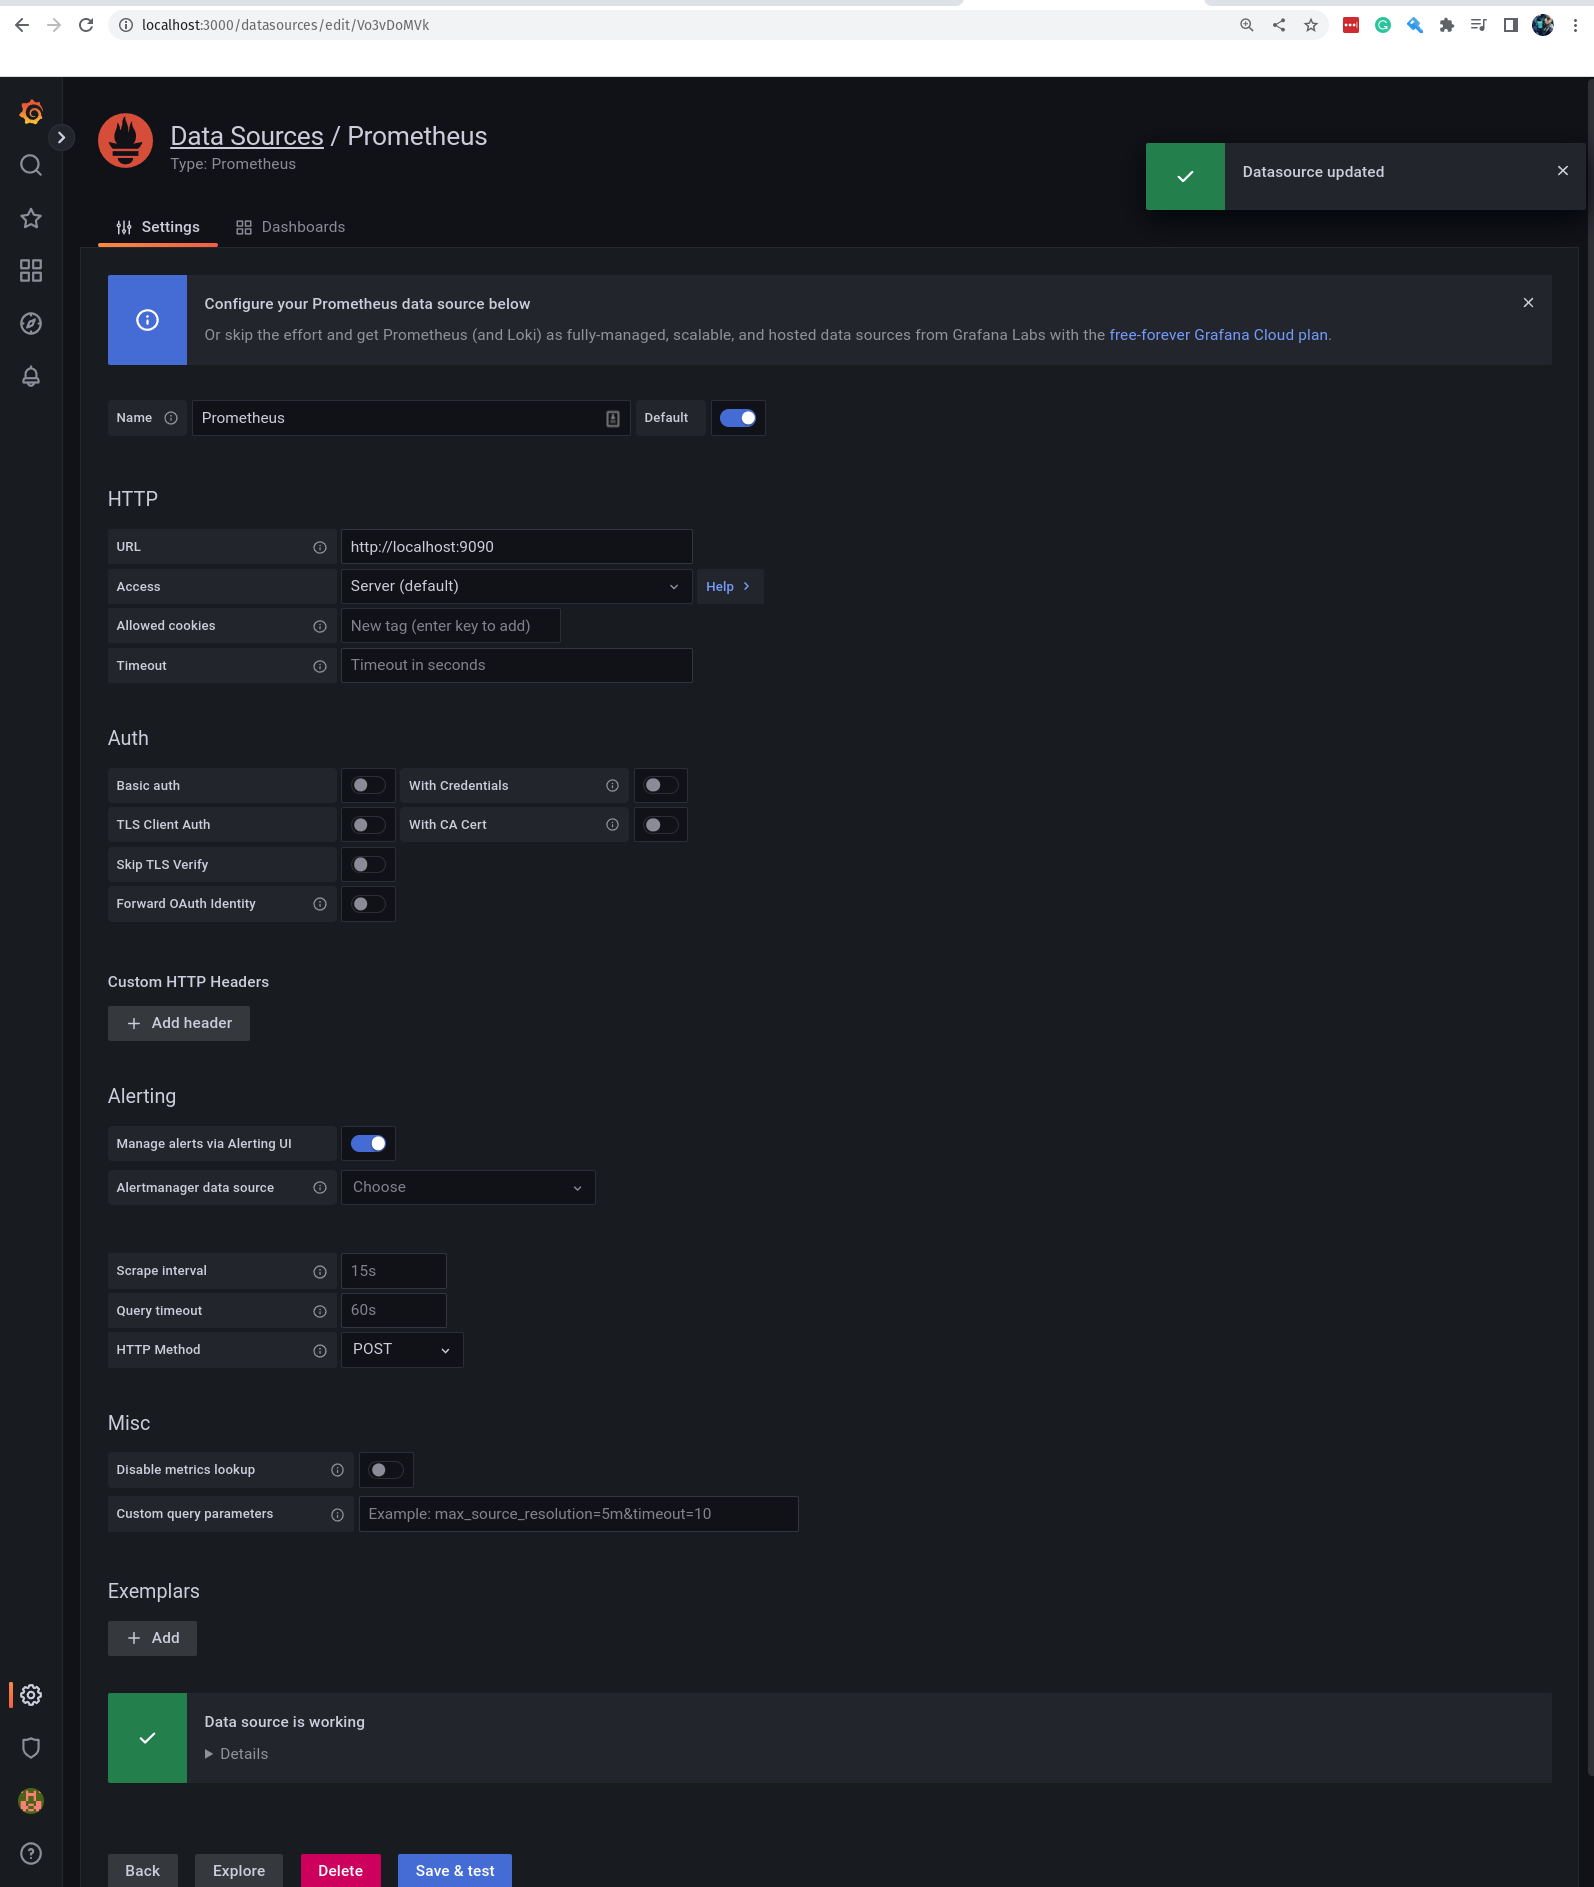 localhost:3000/datasources/edit/Vo3vDoMVk
Data Sources / Prometheus
Type: Prometheus
Datasource updated
Settings
Dashboards
Configure your Prometheus data source below
Or skip the effort and get Prometheus (and Loki) as fully-managed, scalable, and hosted data sources from Grafana Labs with the free-forever Grafana Cloud plan.
Name Prometheus Default
HTTP
URL http://localhost:9090
Access Server (default) Help
Allowed cookies New tag (enter key to add)
Timeout Timeout in seconds
Auth
Basic auth With Credentials
TLS Client Auth With CA Cert
Skip TLS Verify
Forward OAuth Identity
Custom HTTP Headers
Add header
Alerting
Manage alerts via Alerting UI
Alertmanager data source Choose
Scrape interval 15s
Query timeout 60s
HTTP Method POST
Misc
Disable metrics lookup
Custom query parameters Example: max_source_resolution=5m&timeout=10
Exemplars
Add
Data source is working
Details
Back Explore Delete Save & test